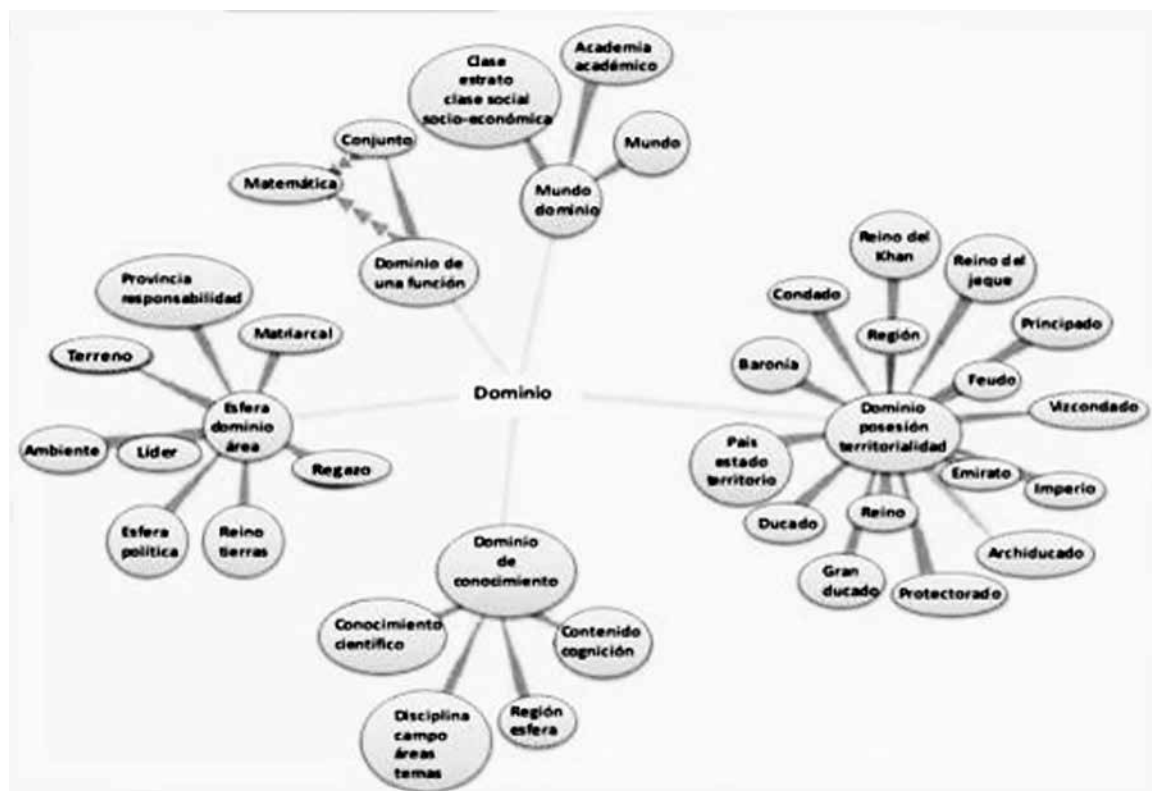 Clase
estrato
clase social
socio-económica
Academia
académico
Mundo
Mundo
dominio
Conjunto
Matemática
Dominio de
una función
Provincia
responsabilidad
Matriarcal
Terreno
Esfera
dominio
área
Ambiente
Líder
Regazo
Esfera
política
Reino
tierras
Dominio
Reino del
Khan
Reino del
jeque
Condado
Región
Principado
Baronía
Feudo
Dominio
posesión
territorialidad
Vizcondado
País
estado
territorio
Emirato
Imperio
Ducado
Reino
Archiducado
Gran
ducado
Protectorado
Dominio
de
conocimiento
Conocimiento
científico
Contenido
cognición
Disciplina
campo
áreas
temas
Región
esfera